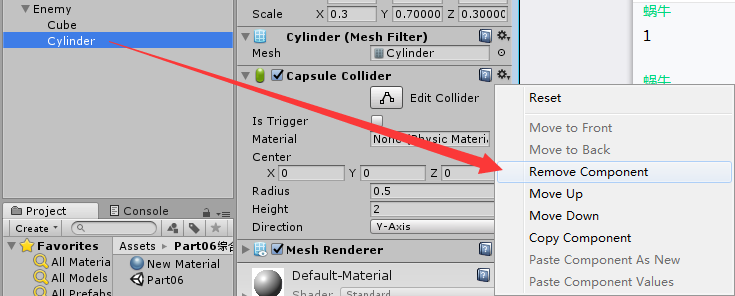 Enemy
Cube
Cylinder
Scale X 0.3 Y 0.70000 Z 0.30000
Cylinder (Mesh Filter)
Mesh Cylinder
Capsule Collider
Edit Collider
Is Trigger
Material None (Physic Materia
Center
X 0 Y 0 Z 0
Radius 0.5
Height 2
Direction Y-Axis
Mesh Renderer
Default-Material
Shader Standard
Project Console
Create
Favorites
All Materia
All Models
All Prefabs
Assets Part06综
New Material
Part06
Reset
Move to Front
Move to Back
Remove Component
Move Up
Move Down
Copy Component
Paste Component As New
Paste Component Values
蜗牛
1
蜗牛